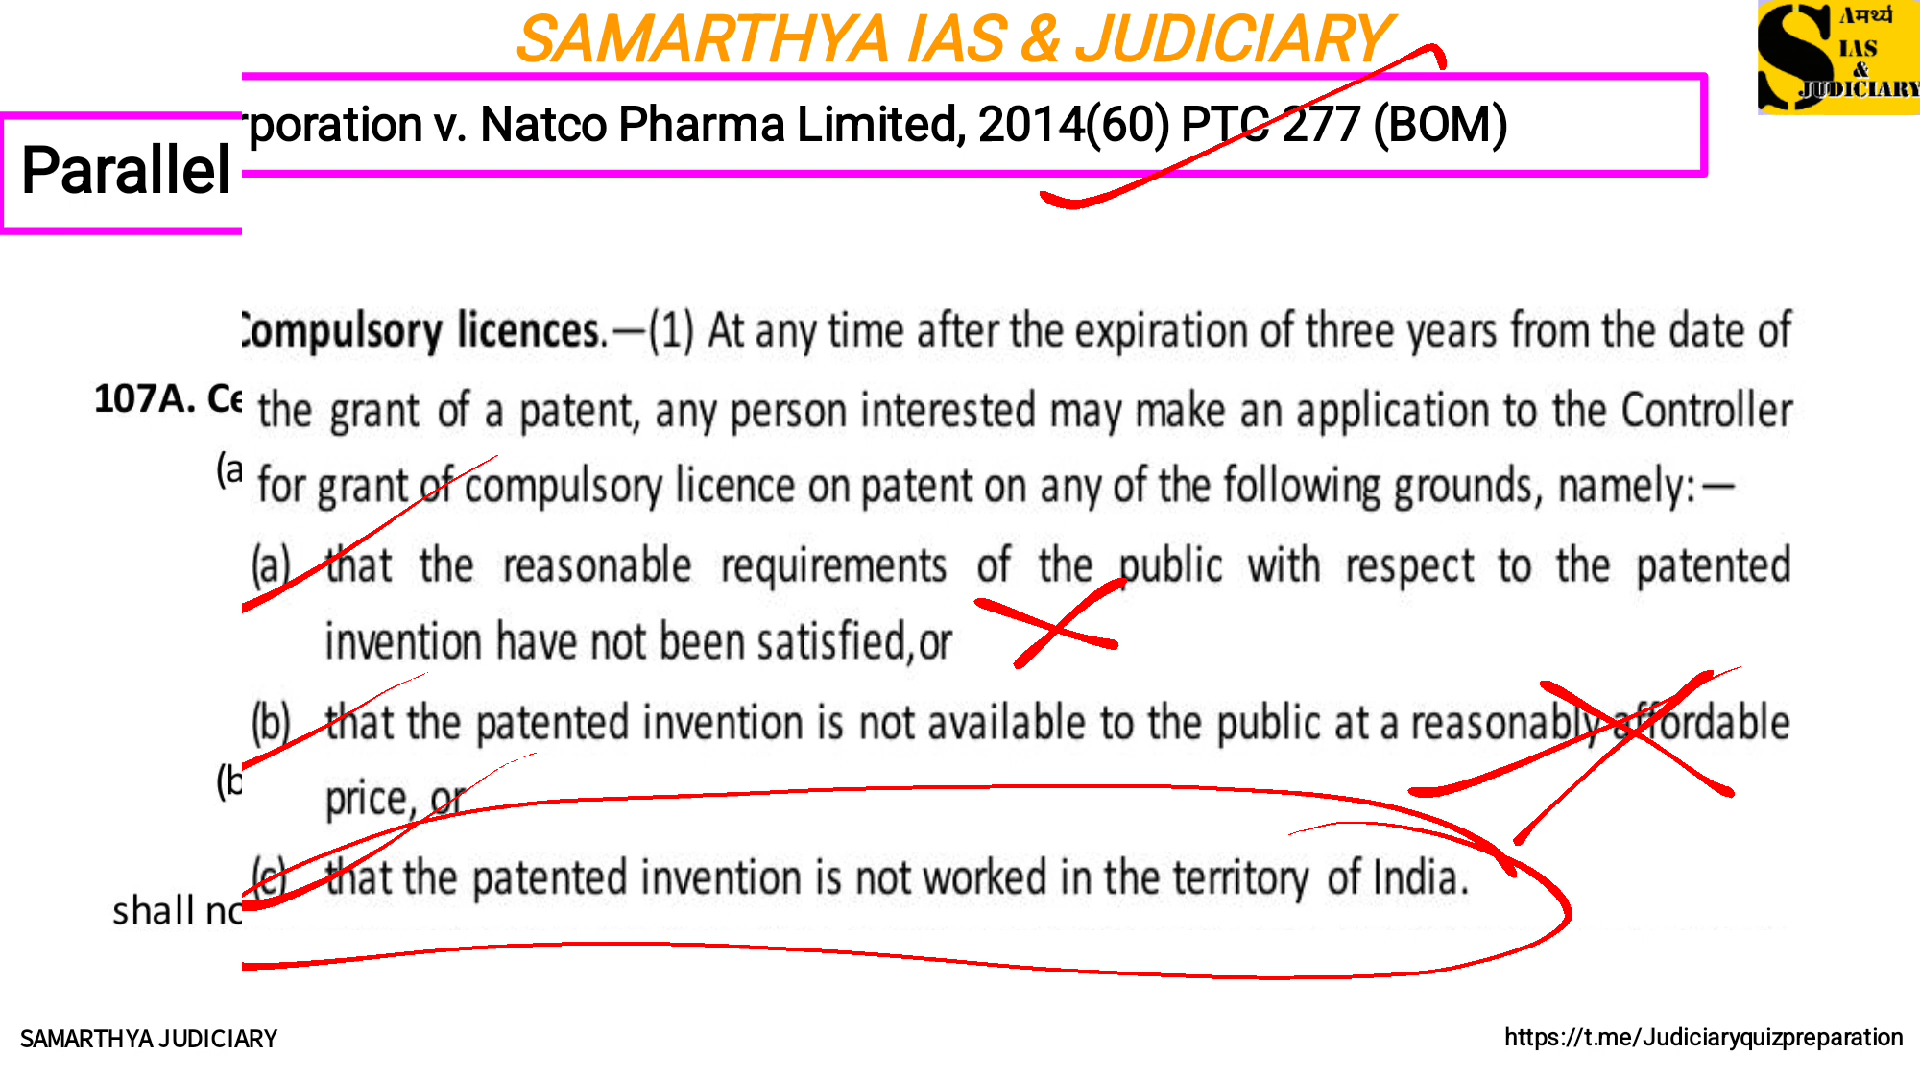 SAMARTHYA IAS & JUDICIARY
Λमर्थ्य
IAS
&
JUDICIARY
rporation v. Natco Pharma Limited, 2014(60) PTC 277 (BOM)
Parallel
Compulsory licences.—(1) At any time after the expiration of three years from the date of
107A. Ce
the grant of a patent, any person interested may make an application to the Controller
(a
for grant of compulsory licence on patent on any of the following grounds, namely:—
(a) that the reasonable requirements of the public with respect to the patented
invention have not been satisfied,or
(b) that the patented invention is not available to the public at a reasonably affordable
(b
price, or
(c) that the patented invention is not worked in the territory of India.
shall no
SAMARTHYA JUDICIARY
https://t.me/Judiciaryquizpreparation